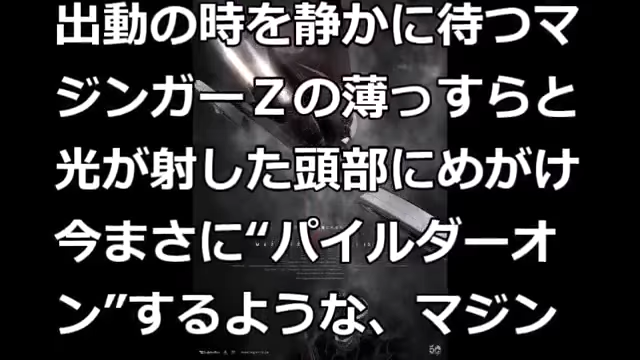 出動の時を静かに待つマ
ジンガーＺの薄っすらと
光が射した頭部にめがけ
今まさに“パイルダーオ
ン”するような、マジン